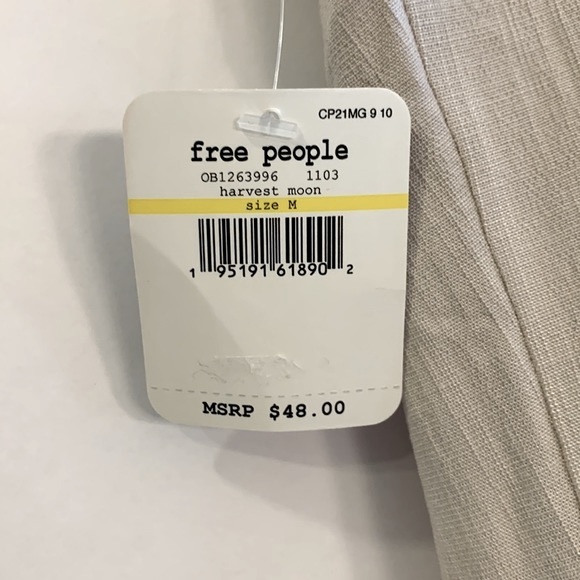 CP21MG 9 10
free people
OB1263996 1103
harvest moon
size M
1 95191 61890 2
MSRP $48.00